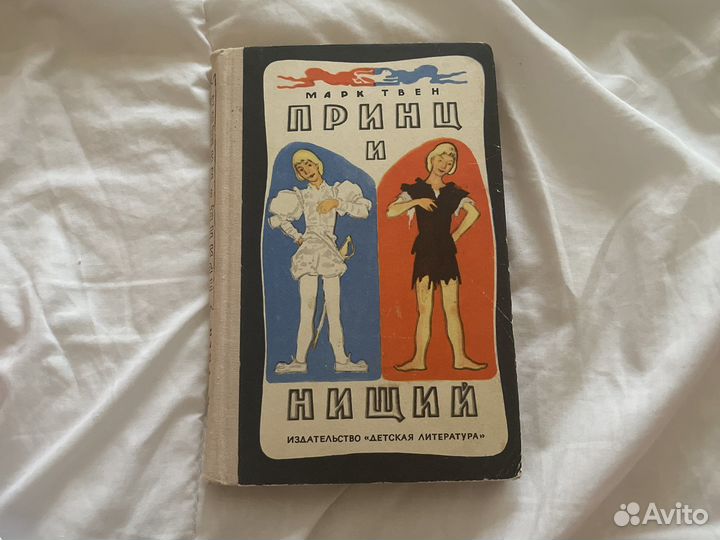 МАРК ТВЕН
ПРИНЦ
И
НИЩИЙ
ИЗДАТЕЛЬСТВО «ДЕТСКАЯ ЛИТЕРАТУРА»
Avito